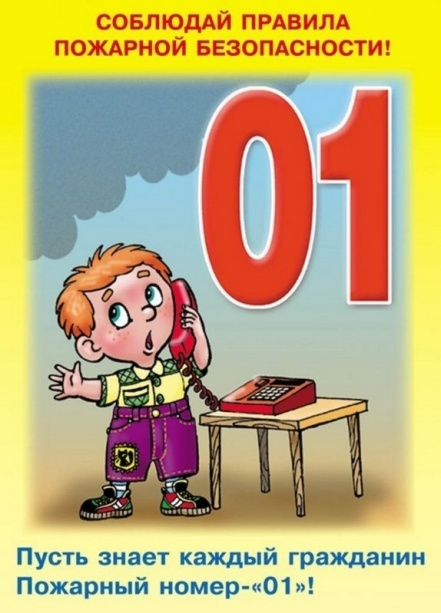 СОБЛЮДАЙ ПРАВИЛА
ПОЖАРНОЙ БЕЗОПАСНОСТИ!
01
Пусть знает каждый гражданин
Пожарный номер-«01»!